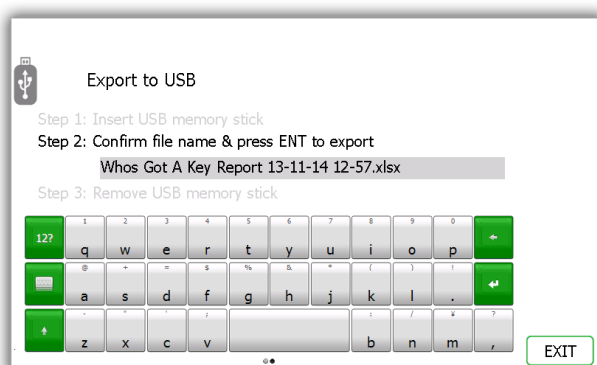 Export to USB
Step 1: Insert USB memory stick
Step 2: Confirm file name & press ENT to export
Whos Got A Key Report 13-11-14 12-57.xlsx
Step 3: Remove USB memory stick
1 2 3 4 5 6 7 8 9 0
12? q w e r t y u i o p
@ + = $ % & * ( ) !
a s d f g h j k l .
- " ' ; : / ¥ ?
z x c v b n m ,
EXIT